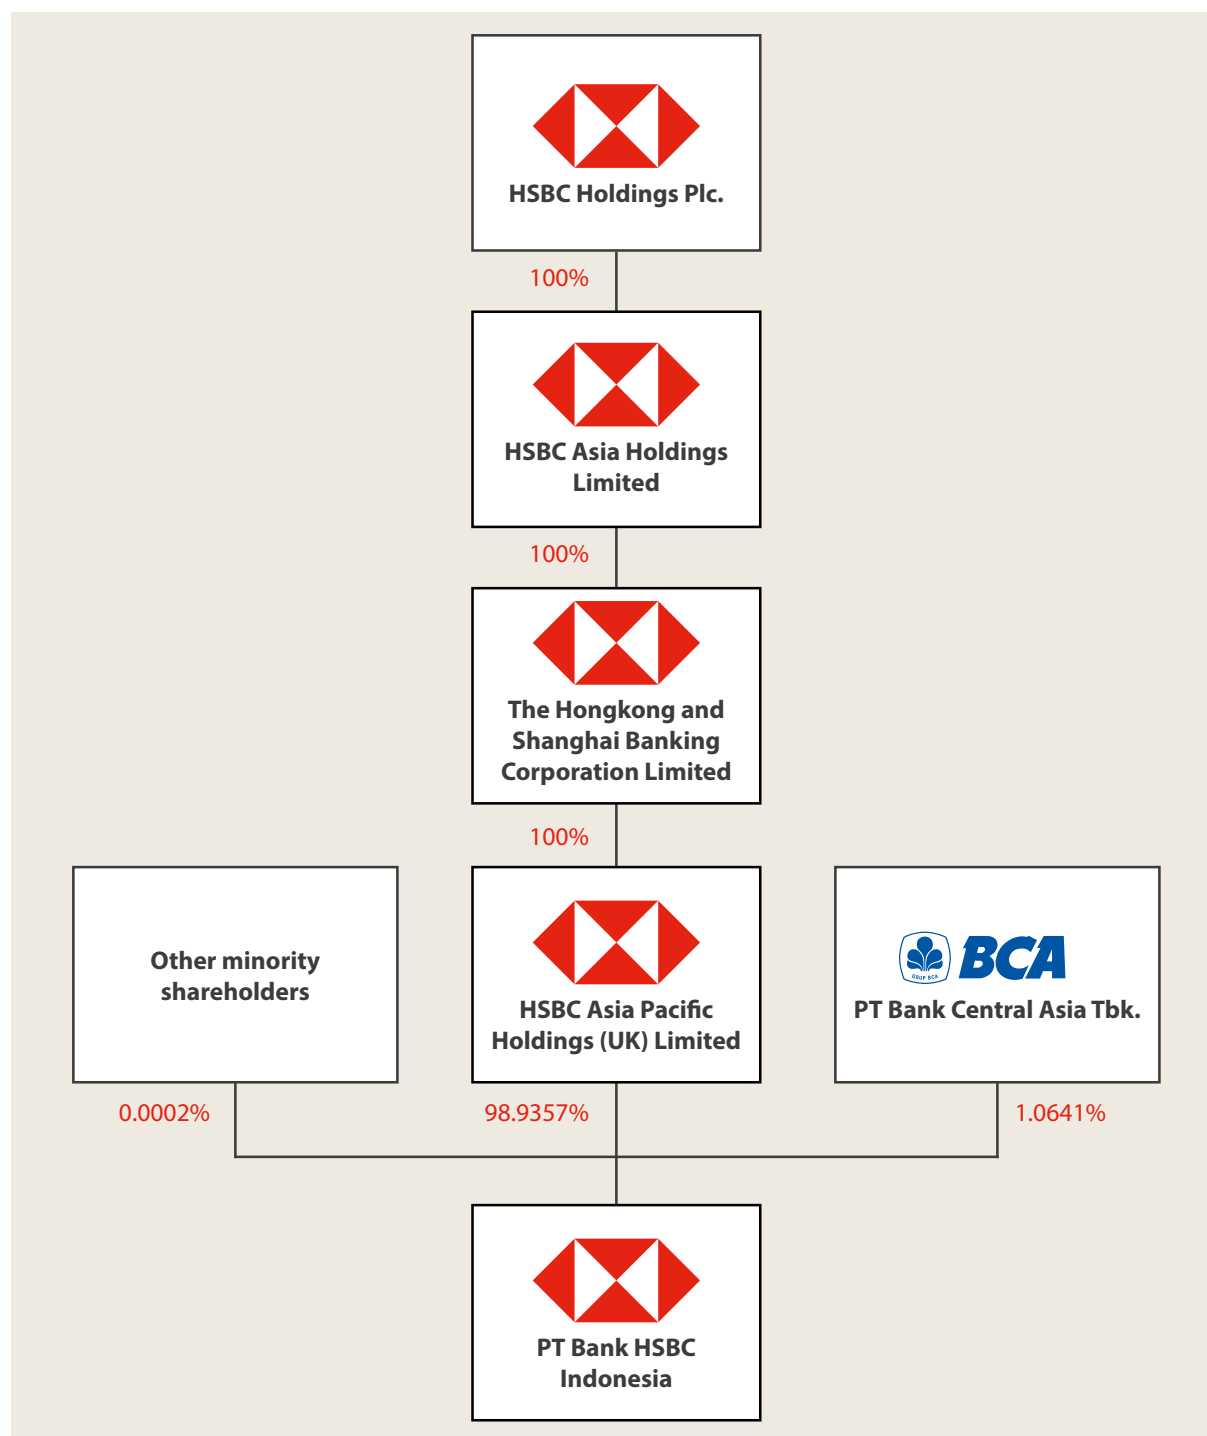 HSBC Holdings Plc.
100%
HSBC Asia Holdings
Limited
100%
The Hongkong and
Shanghai Banking
Corporation Limited
100%
Other minority
shareholders
HSBC Asia Pacific
Holdings (UK) Limited
GRUP BCA
BCA
PT Bank Central Asia Tbk.
0.0002%
98.9357%
1.0641%
PT Bank HSBC
Indonesia